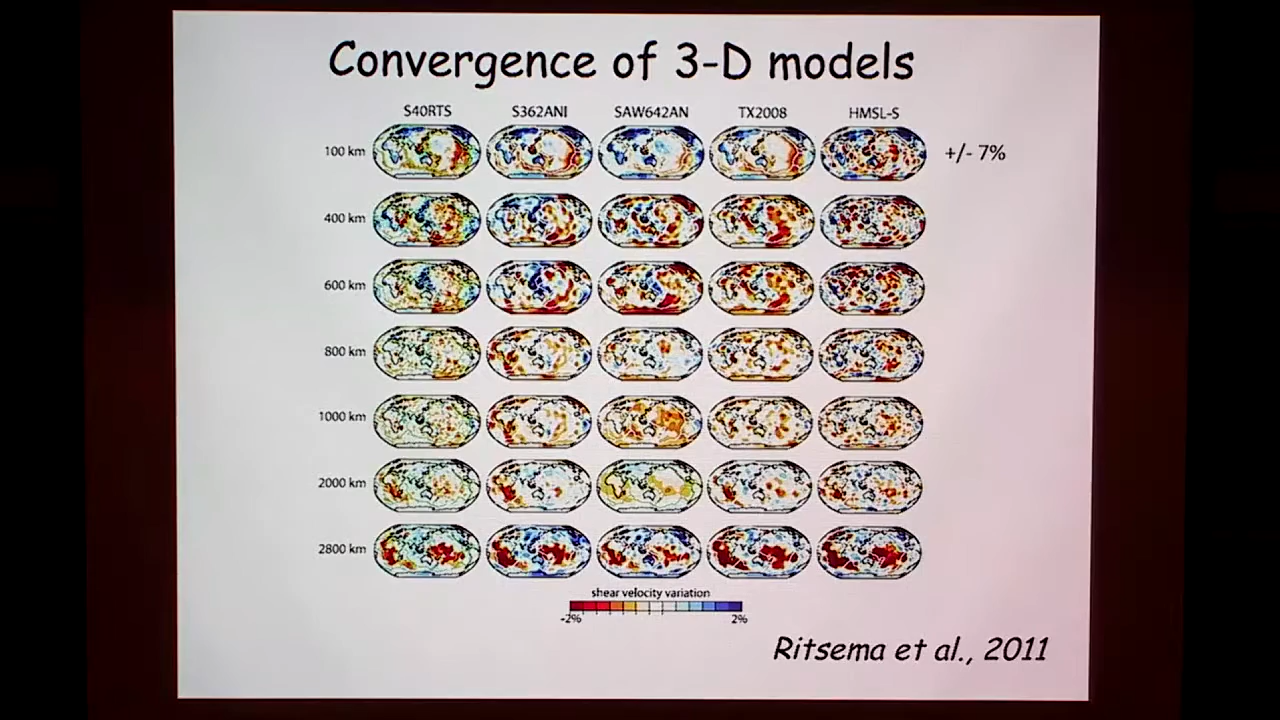 Convergence of 3-D models
S40RTS S362ANI SAW642AN TX2008 HMSL-S
100 km +/- 7%
400 km
600 km
800 km
1000 km
2000 km
2800 km
shear velocity variation
-2% 2%
Ritsema et al., 2011